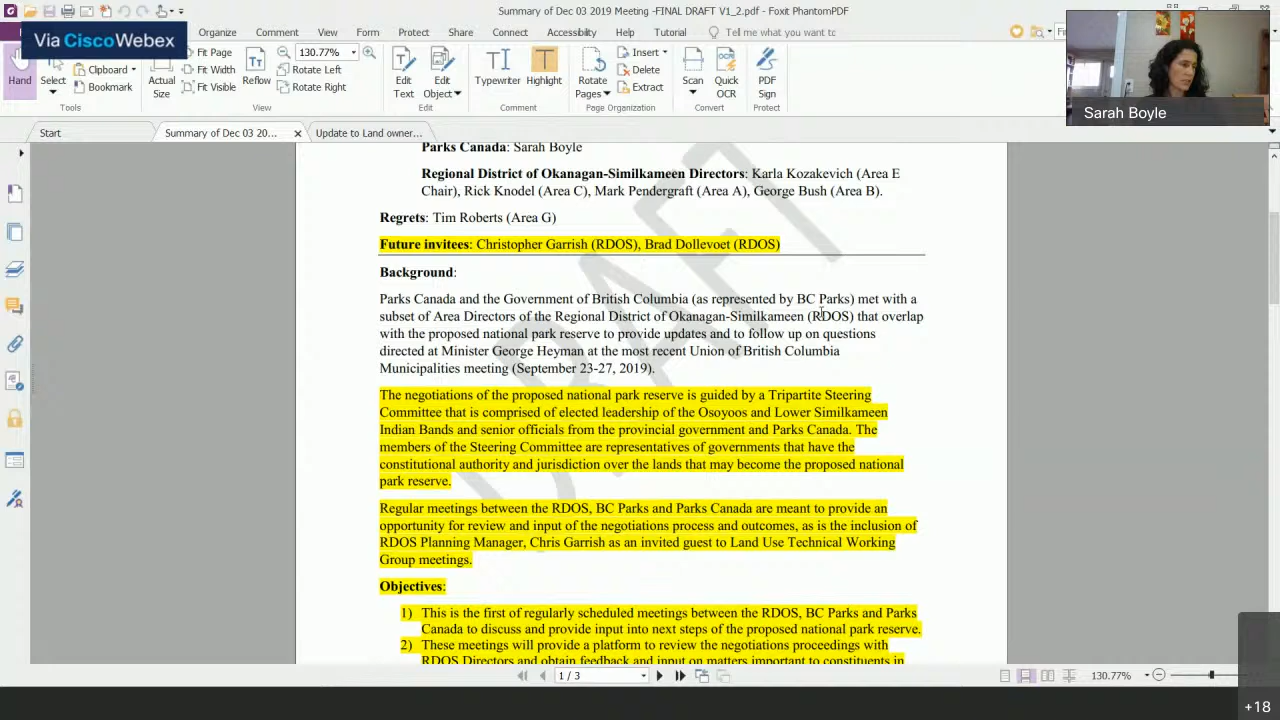 Summary of Dec 03 2019 Meeting -FINAL DRAFT V1_2.pdf - Foxit PhantomPDF
Via Cisco Webex
Organize Comment View Form Protect Share Connect Accessibility Help Tutorial Tell me what you want to
Hand
Select
Clipboard
Bookmark
Tools
Actual Size
Fit Page
Fit Width
Fit Visible
Reflow
130.77%
Rotate Left
Rotate Right
View
Edit Text
Edit Object
Edit
Typewriter
Highlight
Comment
Rotate Pages
Insert
Delete
Extract
Page Organization
Scan
Quick OCR
Convert
PDF Sign
Protect
Sarah Boyle
Start
Summary of Dec 03 20...
Update to Land owner...
DRAFT
Parks Canada: Sarah Boyle
Regional District of Okanagan-Similkameen Directors: Karla Kozakevich (Area E
Chair), Rick Knodel (Area C), Mark Pendergraft (Area A), George Bush (Area B).
Regrets: Tim Roberts (Area G)
Future invitees: Christopher Garrish (RDOS), Brad Dollevoet (RDOS)
Background:
Parks Canada and the Government of British Columbia (as represented by BC Parks) met with a
subset of Area Directors of the Regional District of Okanagan-Similkameen (RDOS) that overlap
with the proposed national park reserve to provide updates and to follow up on questions
directed at Minister George Heyman at the most recent Union of British Columbia
Municipalities meeting (September 23-27, 2019).
The negotiations of the proposed national park reserve is guided by a Tripartite Steering
Committee that is comprised of elected leadership of the Osoyoos and Lower Similkameen
Indian Bands and senior officials from the provincial government and Parks Canada. The
members of the Steering Committee are representatives of governments that have the
constitutional authority and jurisdiction over the lands that may become the proposed national
park reserve.
Regular meetings between the RDOS, BC Parks and Parks Canada are meant to provide an
opportunity for review and input of the negotiations process and outcomes, as is the inclusion of
RDOS Planning Manager, Chris Garrish as an invited guest to Land Use Technical Working
Group meetings.
Objectives:
1) This is the first of regularly scheduled meetings between the RDOS, BC Parks and Parks
Canada to discuss and provide input into next steps of the proposed national park reserve.
2) These meetings will provide a platform to review the negotiations proceedings with
RDOS Directors and obtain feedback and input on matters important to constituents in
1 / 3
130.77%
+18